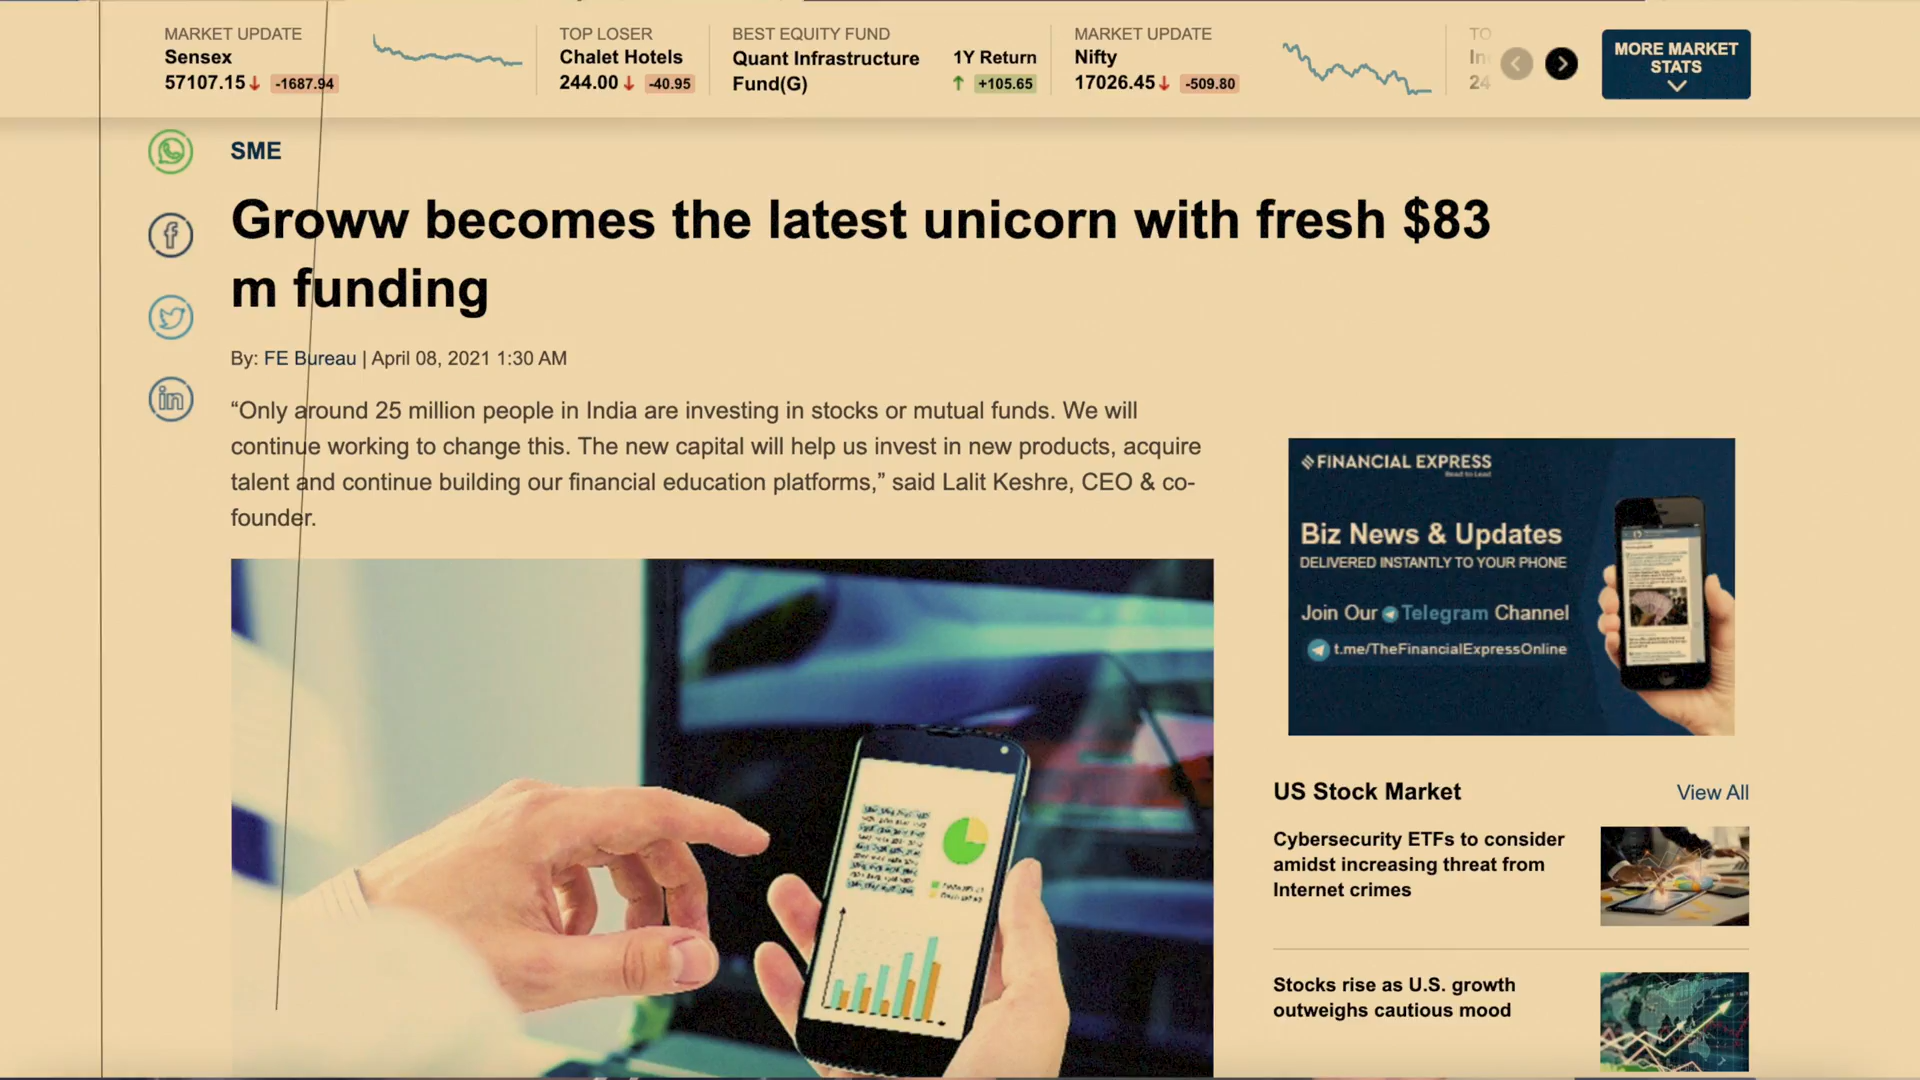 MARKET UPDATE
Sensex
57107.15 -1687.94
TOP LOSER
Chalet Hotels
244.00 -40.95
BEST EQUITY FUND
Quant Infrastructure
Fund(G)
1Y Return
+105.65
MARKET UPDATE
Nifty
17026.45 -509.80
TO
In
24
MORE MARKET
STATS
SME
Groww becomes the latest unicorn with fresh $83
m funding
By: FE Bureau | April 08, 2021 1:30 AM
“Only around 25 million people in India are investing in stocks or mutual funds. We will
continue working to change this. The new capital will help us invest in new products, acquire
talent and continue building our financial education platforms,” said Lalit Keshre, CEO & co-
founder.
FINANCIAL EXPRESS
Read to Lead
Biz News & Updates
DELIVERED INSTANTLY TO YOUR PHONE
Join Our Telegram Channel
t.me/TheFinancialExpressOnline
US Stock Market
View All
Cybersecurity ETFs to consider
amidst increasing threat from
Internet crimes
Stocks rise as U.S. growth
outweighs cautious mood